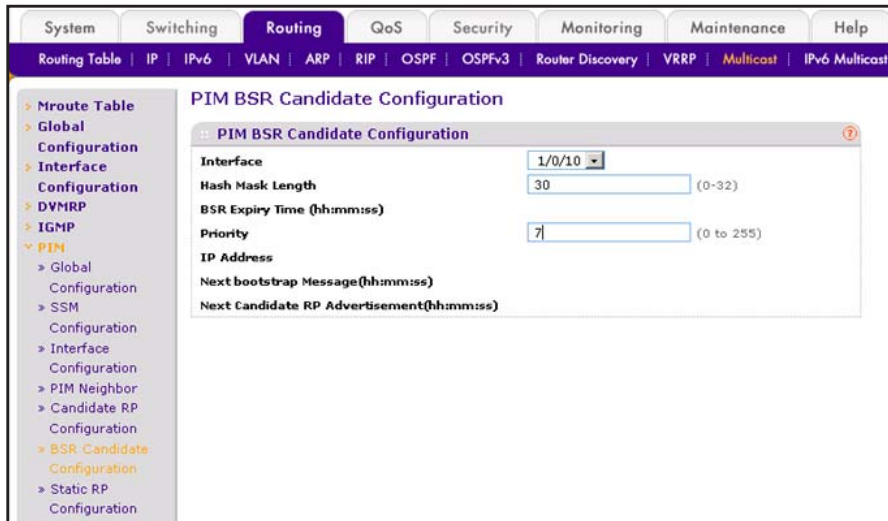 System Switching Routing QoS Security Monitoring Maintenance Help
Routing Table | IP | IPv6 | VLAN | ARP | RIP | OSPF | OSPFv3 | Router Discovery | VRRP | Multicast | IPv6 Multicast
Mroute Table
Global
Configuration
Interface
Configuration
DVMRP
IGMP
PIM
» Global
Configuration
» SSM
Configuration
» Interface
Configuration
» PIM Neighbor
» Candidate RP
Configuration
» BSR Candidate
Configuration
» Static RP
Configuration
PIM BSR Candidate Configuration
PIM BSR Candidate Configuration ?
Interface 1/0/10
Hash Mask Length 30 (0-32)
BSR Expiry Time (hh:mm:ss)
Priority 7 (0 to 255)
IP Address
Next bootstrap Message(hh:mm:ss)
Next Candidate RP Advertisement(hh:mm:ss)